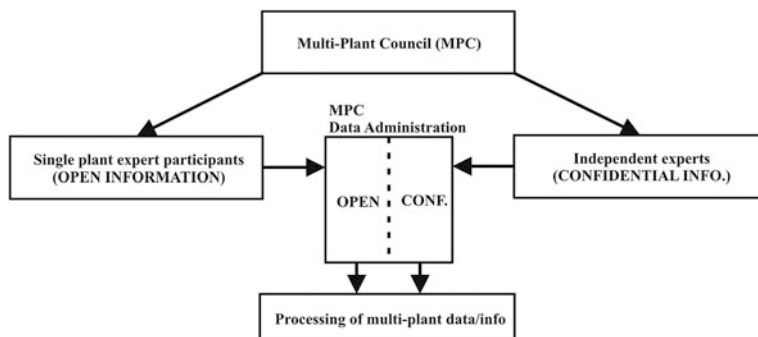 Multi-Plant Council (MPC)
MPC
Data Administration
Single plant expert participants
(OPEN INFORMATION)
Independent experts
(CONFIDENTIAL INFO.)
OPEN
CONF.
Processing of multi-plant data/info